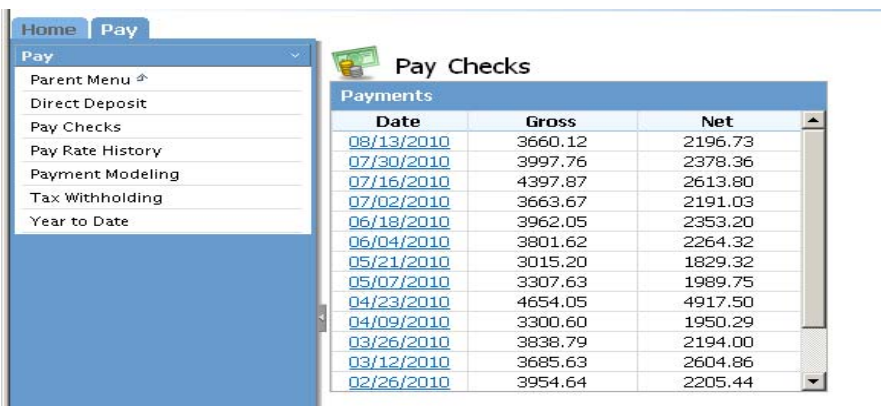 Home Pay
Pay
Parent Menu
Direct Deposit
Pay Checks
Pay Rate History
Payment Modeling
Tax Withholding
Year to Date
Pay Checks
Payments
Date Gross Net
08/13/2010 3660.12 2196.73
07/30/2010 3997.76 2378.36
07/16/2010 4397.87 2613.80
07/02/2010 3663.67 2191.03
06/18/2010 3962.05 2353.20
06/04/2010 3801.62 2264.32
05/21/2010 3015.20 1829.32
05/07/2010 3307.63 1989.75
04/23/2010 4654.05 4917.50
04/09/2010 3300.60 1950.29
03/26/2010 3838.79 2194.00
03/12/2010 3685.63 2604.86
02/26/2010 3954.64 2205.44